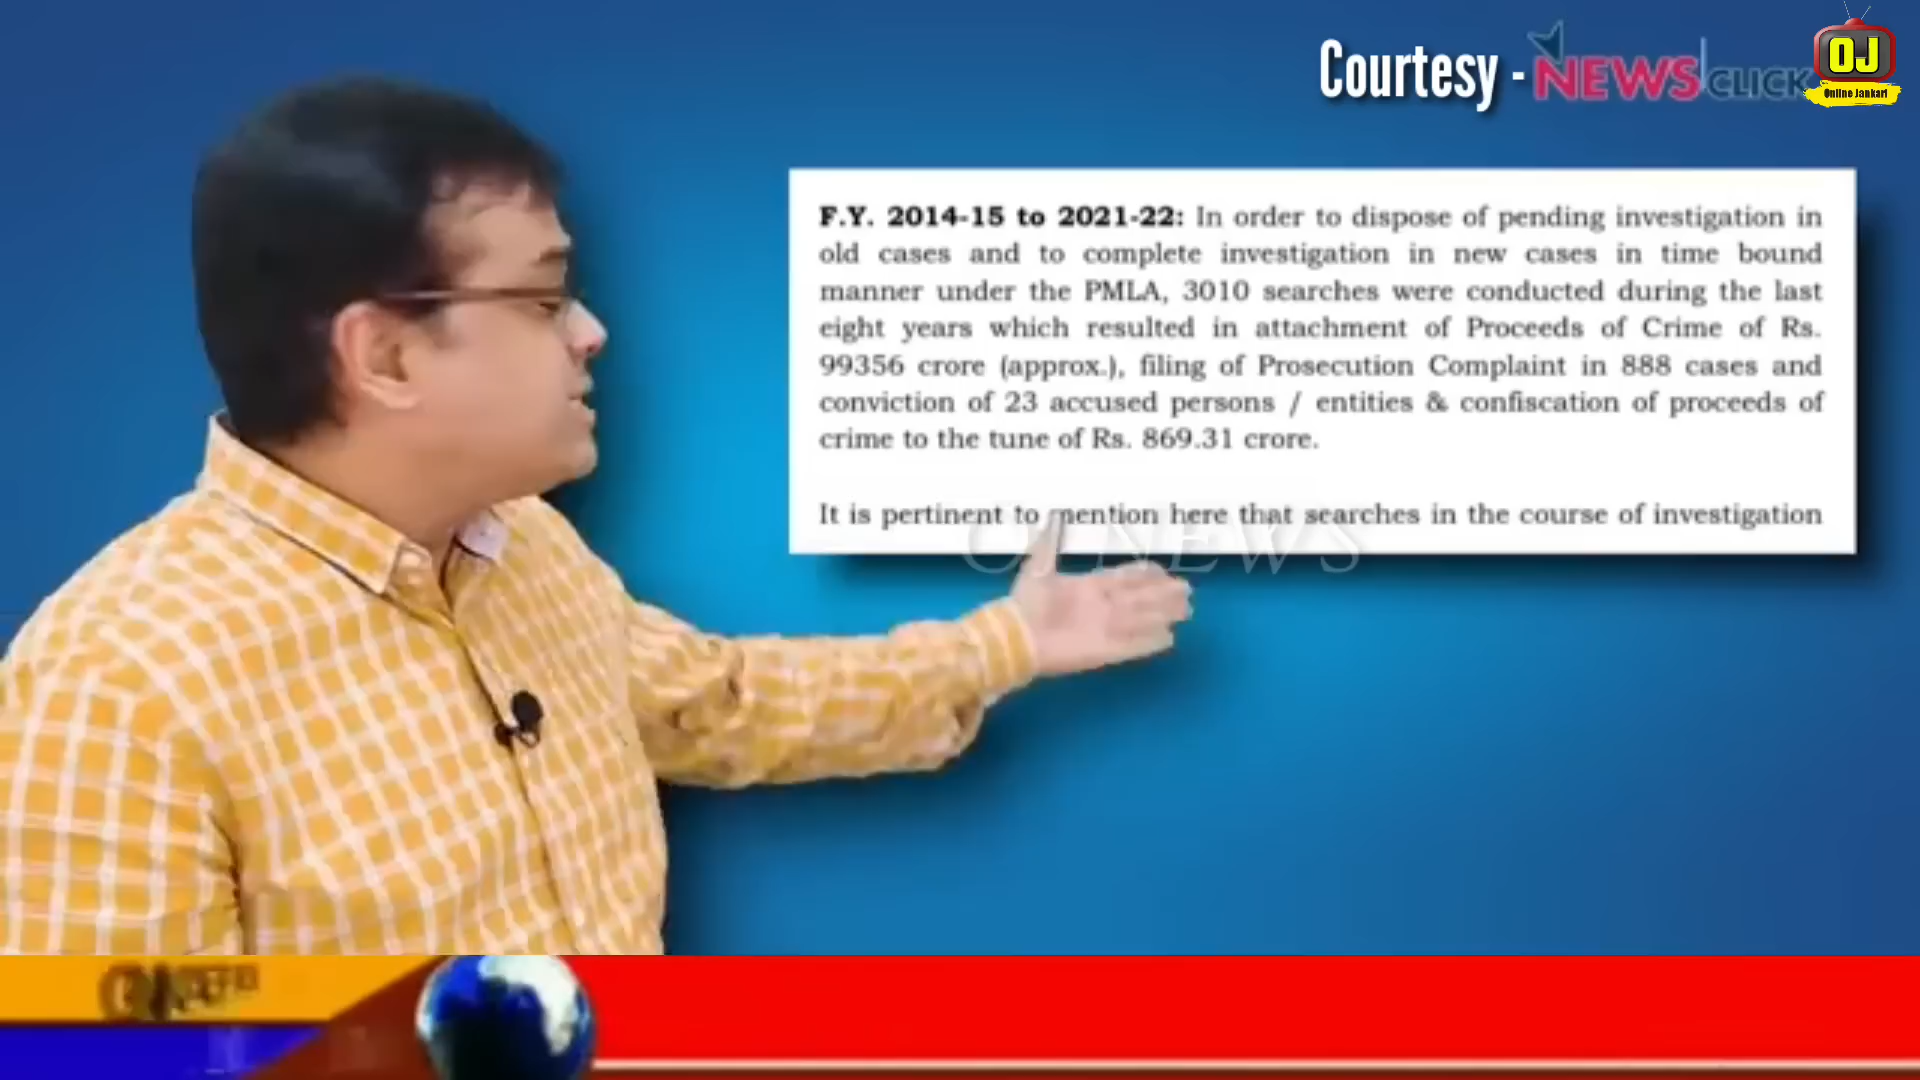 Courtesy - NEWSCLICK
OJ
Online Jankari
F.Y. 2014-15 to 2021-22: In order to dispose of pending investigation in
old cases and to complete investigation in new cases in time bound
manner under the PMLA, 3010 searches were conducted during the last
eight years which resulted in attachment of Proceeds of Crime of Rs.
99356 crore (approx.), filing of Prosecution Complaint in 888 cases and
conviction of 23 accused persons / entities & confiscation of proceeds of
crime to the tune of Rs. 869.31 crore.
It is pertinent to mention here that searches in the course of investigation
OJ NEWS